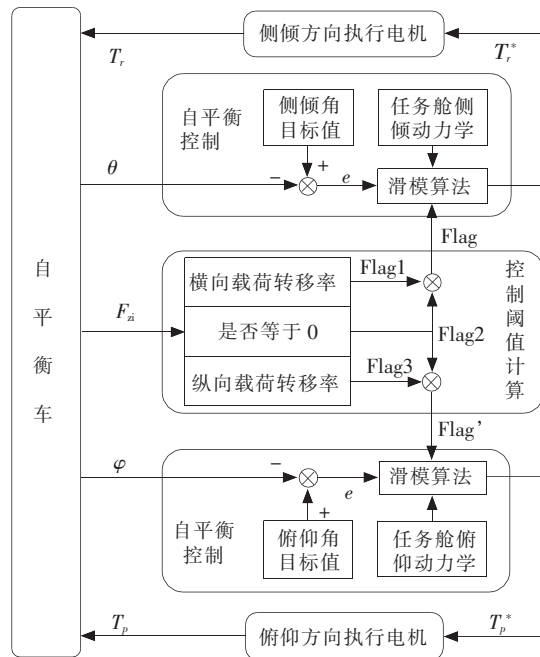 侧倾方向执行电机
T_r
T_r*
自平衡
控制
侧倾角
目标值
任务舱侧
倾动力学
θ
−
+
e
滑模算法
Flag
自
平
衡
车
F_zi
横向载荷转移率
是否等于 0
纵向载荷转移率
Flag1
Flag2
Flag3
控
制
阈
值
计
算
Flag’
φ
−
+
e
滑模算法
自平衡
控制
俯仰角
目标值
任务舱俯
仰动力学
T_p
俯仰方向执行电机
T_p*